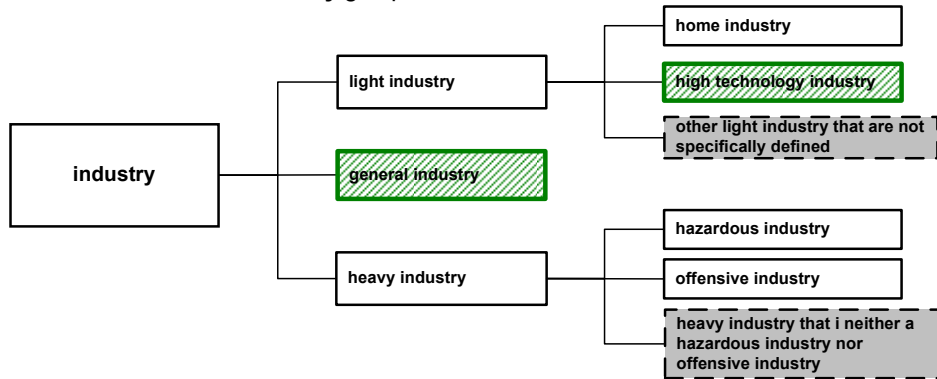 home industry
light industry
high technology industry
other light industry that are not
specifically defined
industry
general industry
hazardous industry
heavy industry
offensive industry
heavy industry that i neither a
hazardous industry nor
offensive industry